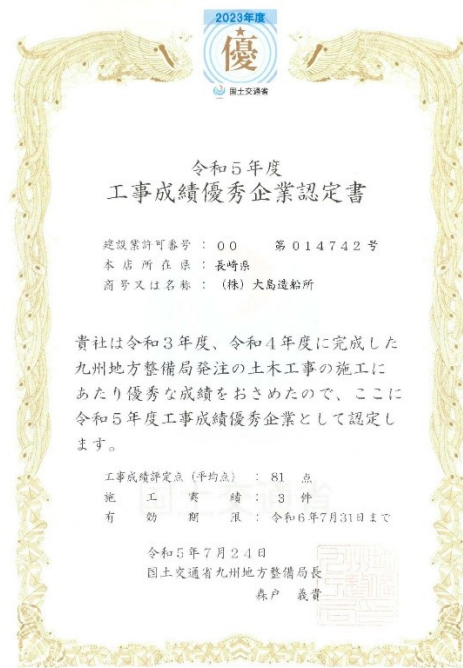 2023年度
優
国土交通省
令和5年度
工事成績優秀企業認定書
建設業許可番号 : 00 第014742号
本店所在県 : 長崎県
商号又は名称 : (株)大島造船所
貴社は令和3年度、令和4年度に完成した
九州地方整備局発注の土木工事の施工に
あたり優秀な成績をおさめたので、ここに
令和5年度工事成績優秀企業として認定し
ます。
工事成績評定点(平均点) : 81 点
施工実績 : 3 件
有効期限 : 令和6年7月31日まで
令和5年7月24日
国土交通省九州地方整備局長
森戸 義貴